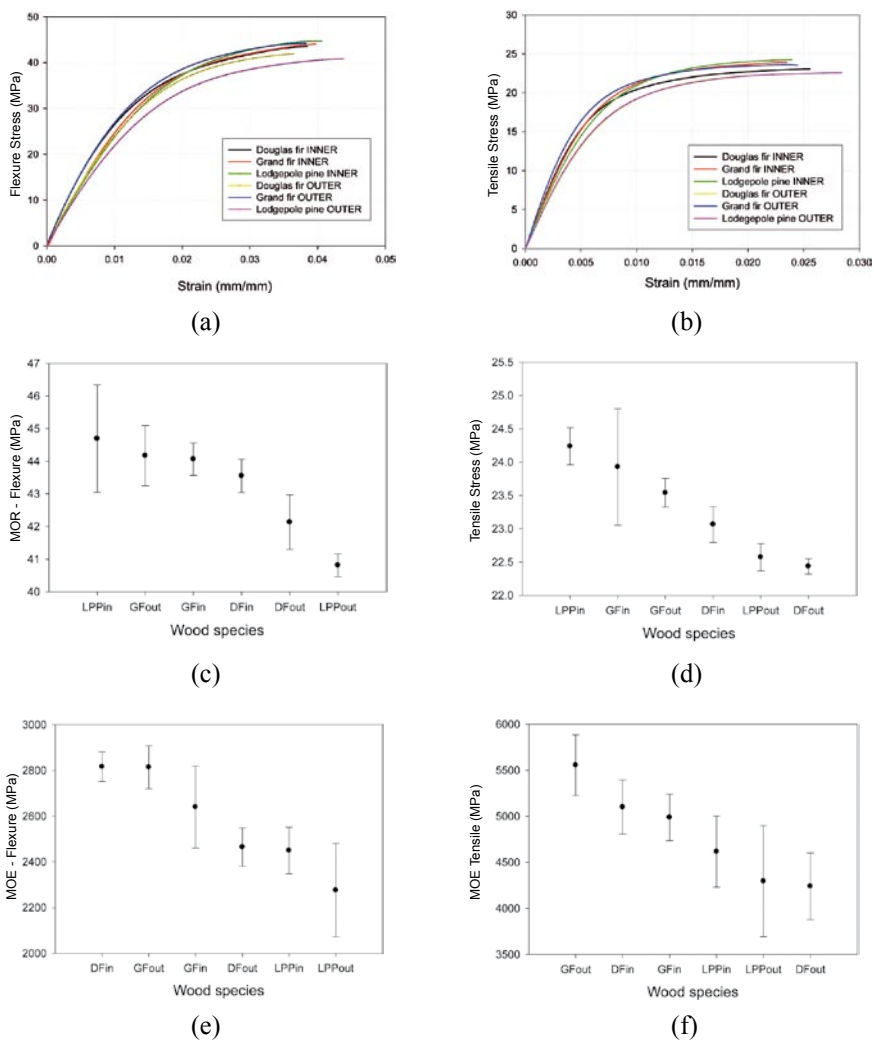 50
40
30
20
10
0
Flexure Stress (MPa)
Douglas fir INNER
Grand fir INNER
Lodgepole pine INNER
Douglas fir OUTER
Grand fir OUTER
Lodgepole pine OUTER
0.00 0.01 0.02 0.03 0.04 0.05
Strain (mm/mm)
(a)
35
30
25
20
15
10
5
0
Tensile Stress (MPa)
Douglas fir INNER
Grand fir INNER
Lodgepole pine INNER
Douglas fir OUTER
Grand fir OUTER
Lodegepole pine OUTER
0.000 0.005 0.010 0.015 0.020 0.025 0.030
Strain (mm/mm)
(b)
47
46
45
44
43
42
41
40
MOR - Flexure (MPa)
LPPin GFout GFin DFin DFout LPPout
Wood species
(c)
25.5
25.0
24.5
24.0
23.5
23.0
22.5
22.0
Tensile Stress (MPa)
LPPin GFin GFout DFin LPPout DFout
Wood species
(d)
3000
2800
2600
2400
2200
2000
MOE - Flexure (MPa)
DFin GFout GFin DFout LPPin LPPout
Wood species
(e)
6000
5500
5000
4500
4000
3500
MOE Tensile (MPa)
GFout DFin GFin LPPin LPPout DFout
Wood species
(f)